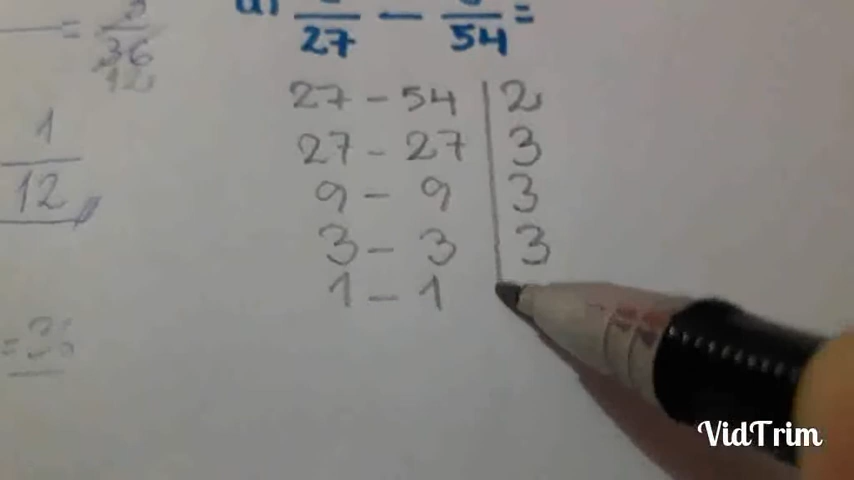 27 - 54 =
= 36
12
27 - 54 | 2
27 - 27 | 3
9 - 9 | 3
3 - 3 | 3
1 - 1
1
12
VidTrim